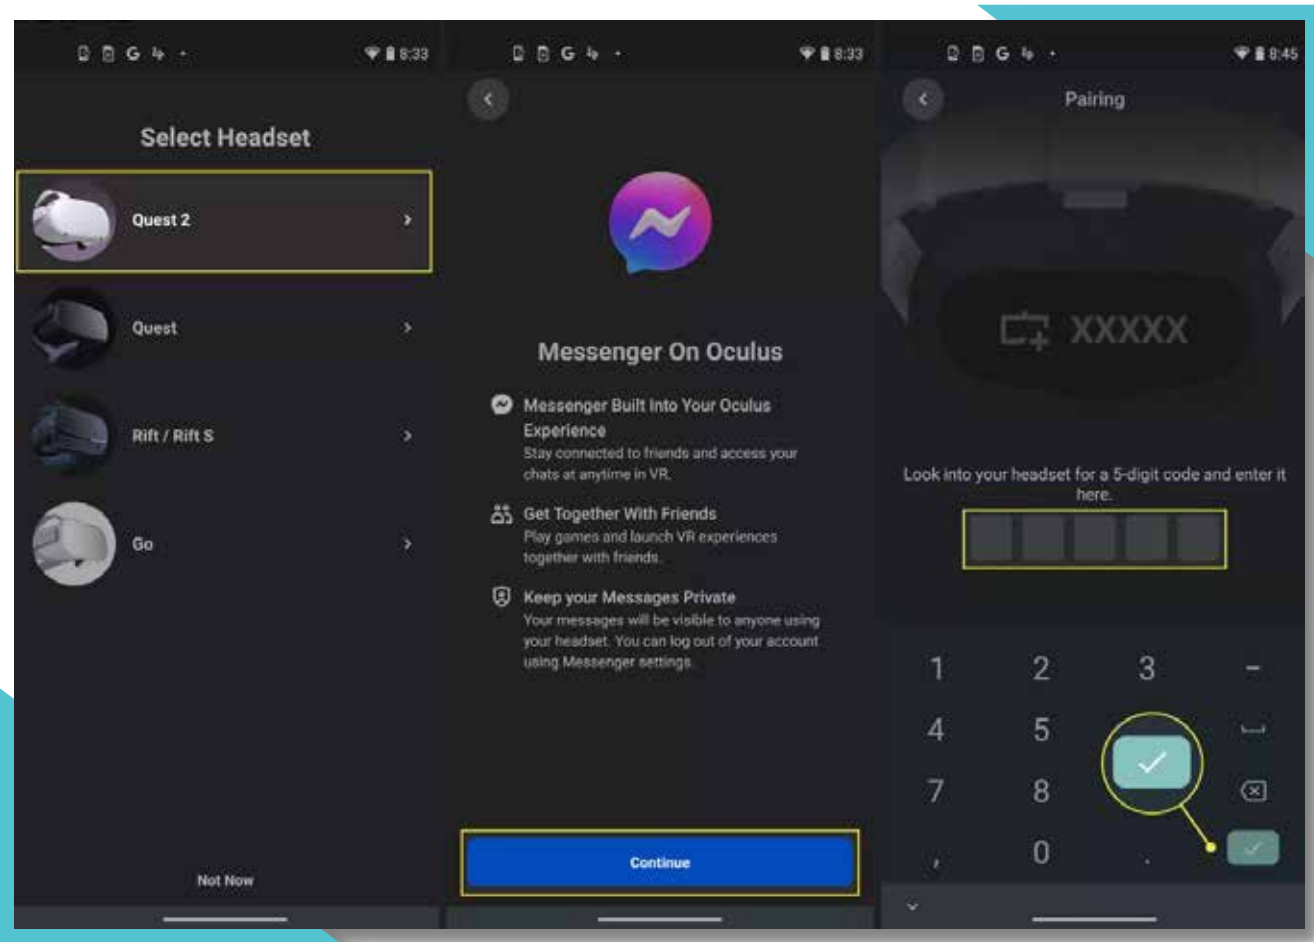 G 8:33
Select Headset
Quest 2
Quest
Rift / Rift S
Go
Not Now
G 8:33
Messenger On Oculus
Messenger Built Into Your Oculus
Experience
Stay connected to friends and access your
chats at anytime in VR.
Get Together With Friends
Play games and launch VR experiences
together with friends.
Keep your Messages Private
Your messages will be visible to anyone using
your headset. You can log out of your account
using Messenger settings.
Continue
G 8:45
Pairing
XXXXX
Look into your headset for a 5-digit code and enter it
here.
1 2 3 -
4 5
7 8
, 0 .